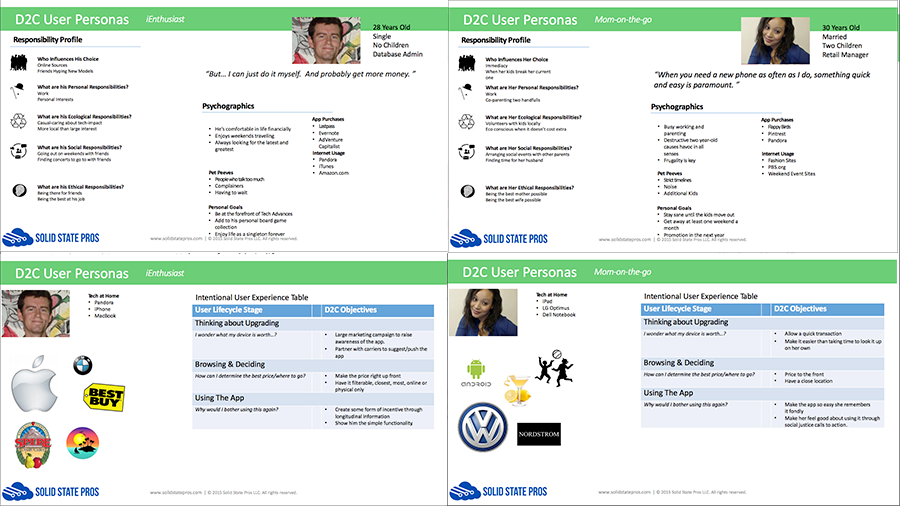 D2C User Personas iEnthusiast
Responsibility Profile
28 Years Old
Single
No Children
Database Admin
Who Influences His Choice
Online Sources
Friends Hyping New Models
"But... I can just do it myself. And probably get more money. "
What are his Personal Responsibilities?
Work
Personal Interests
What are his Ecological Responsibilities?
Casual-caring about tech-impact
More local than large interest
What are his Social Responsibilities?
Going out on weekends with friends
Finding concerts to go to with friends
What are his Ethical Responsibilities?
Being there for friends
Being the best at his job
Psychographics
• He's comfortable in life financially
• Enjoys weekends traveling
• Always looking for the latest and
greatest
Pet Peeves
• People who talk too much
• Complainers
• Having to wait
Personal Goals
• Be at the forefront of Tech Advances
• Add to his personal board game
collection
• Enjoy life as a singleton forever
App Purchases
• Lastpass
• Evernote
• Adventure
Capitalist
Internet Usage
• Pandora
• iTunes
• Amazon.com
SOLID STATE PROS
www.solidstatepros.com | © 2015 Solid State Pros LLC. All rights reserved.
D2C User Personas Mom-on-the-go
Responsibility Profile
30 Years Old
Married
Two Children
Retail Manager
Who Influences Her Choice
Immediacy
When her kids break her current
one
"When you need a new phone as often as I do, something quick
and easy is paramount. "
What are Her Personal Responsibilities?
Work
Co-parenting two handfulls
What are Her Ecological Responsibilities?
Volunteers with kids locally
Eco conscious when it doesn't cost extra
What are Her Social Responsibilities?
Arranging social events with other parents
Finding time for her husband
What are Her Ethical Responsibilities?
Being the best mother possible
Being the best wife possible
Psychographics
• Busy working and
parenting
• Destructive two year-old
causes havoc in all
senses
• Frugality is key
Pet Peeves
• Strict timelines
• Noise
• Additional Kids
Personal Goals
• Stay sane until the kids move out
• Get away at least one weekend a
month
• Promotion in the next year
App Purchases
• Flappy Birds
• Pintrest
• Pandora
Internet Usage
• Fashion Sites
• PBS.org
• Weekend Event Sites
SOLID STATE PROS
www.solidstatepros.com | © 2015 Solid State Pros LLC. All rights reserved.
D2C User Personas iEnthusiast
Tech at Home
• Pandora
• iPhone
• MacBook
BMW
BEST
BUY
SPIRE
Intentional User Experience Table
User Lifecycle Stage D2C Objectives
Thinking about Upgrading
I wonder what my device is worth...?
• Large marketing campaign to raise
awareness of the app.
• Partner with carriers to suggest/push the
app
Browsing & Deciding
How can I determine the best price/where to go?
• Make the price right up front
• Have it filterable, closest, most, online or
physical only
Using The App
Why would I bother using this again?
• Create some form of incentive through
longitudinal information
• Show him the simple functionality
SOLID STATE PROS
www.solidstatepros.com | © 2015 Solid State Pros LLC. All rights reserved.
D2C User Personas Mom-on-the-go
Tech at Home
• iPad
• LG Optimus
• Dell Notebook
ANDROID
NORDSTROM
Intentional User Experience Table
User Lifecycle Stage D2C Objectives
Thinking about Upgrading
I wonder what my device is worth...?
• Allow a quick transaction
• Make it easier than taking time to look it up
on her own
Browsing & Deciding
How can I determine the best price/where to go?
• Price to the front
• Have a close location
Using The App
Why would I bother using this again?
• Make the app so easy she remembers
it fondly
• Make her feel good about using it through
social justice calls to action.
SOLID STATE PROS
www.solidstatepros.com | © 2015 Solid State Pros LLC. All rights reserved.